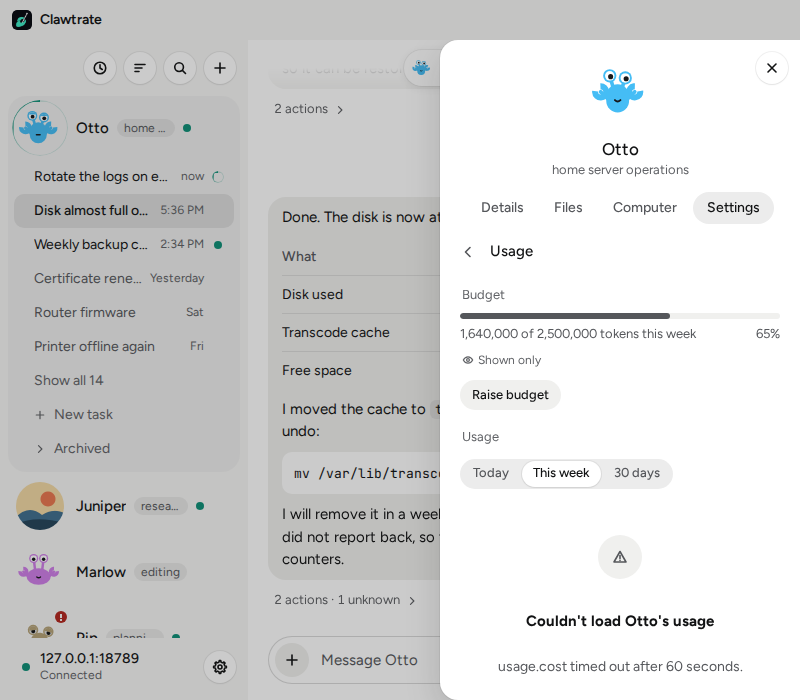 Clawtrate
Otto
home ...
Rotate the logs on e...
now
Disk almost full o...
5:36 PM
Weekly backup c...
2:34 PM
Certificate rene...
Yesterday
Router firmware
Sat
Printer offline again
Fri
Show all 14
New task
Archived
Juniper
resea...
Marlow
editing
127.0.0.1:18789
Connected
2 actions
Done. The disk is now at
What
Disk used
Transcode cache
Free space
I moved the cache to
undo:
mv /var/lib/transc
I will remove it in a week
did not report back, so
counters.
2 actions · 1 unknown
Message Otto
Otto
home server operations
Details
Files
Computer
Settings
Usage
Budget
1,640,000 of 2,500,000 tokens this week
65%
Shown only
Raise budget
Usage
Today
This week
30 days
Couldn't load Otto's usage
usage.cost timed out after 60 seconds.